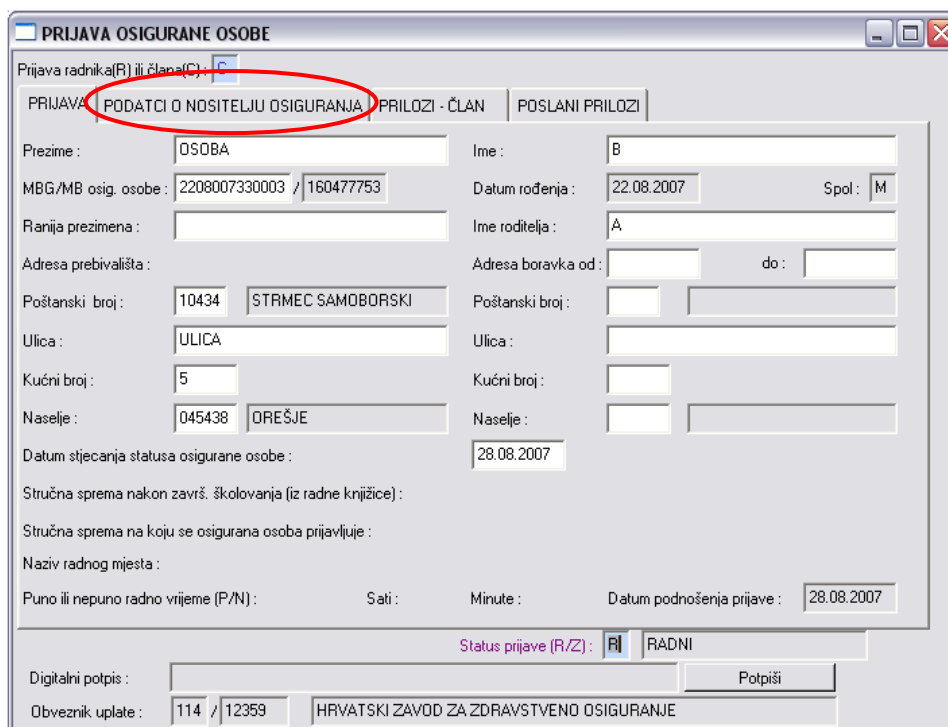 PRIJAVA OSIGURANE OSOBE
Prijava radnika(R) ili člana(C) : C
PRIJAVA PODATCI O NOSITELJU OSIGURANJA PRILOZI - ČLAN POSLANI PRILOZI
Prezime : OSOBA Ime : B
MBG/MB osig. osobe : 2208007330003 / 160477753 Datum rođenja : 22.08.2007 Spol : M
Ranija prezimena : Ime roditelja : A
Adresa prebivališta : Adresa boravka od : do :
Poštanski broj : 10434 STRMEC SAMOBORSKI Poštanski broj :
Ulica : ULICA Ulica :
Kućni broj : 5 Kućni broj :
Naselje : 045438 OREŠJE Naselje :
Datum stjecanja statusa osigurane osobe : 28.08.2007
Stručna sprema nakon završ. školovanja (iz radne knjižice) :
Stručna sprema na koju se osigurana osoba prijavljuje :
Naziv radnog mjesta :
Puno ili nepuno radno vrijeme (P/N) : Sati : Minute : Datum podnošenja prijave : 28.08.2007
Status prijave (R/Z) : R RADNI
Digitalni potpis : Potpiši
Obveznik uplate : 114 / 12359 HRVATSKI ZAVOD ZA ZDRAVSTVENO OSIGURANJE